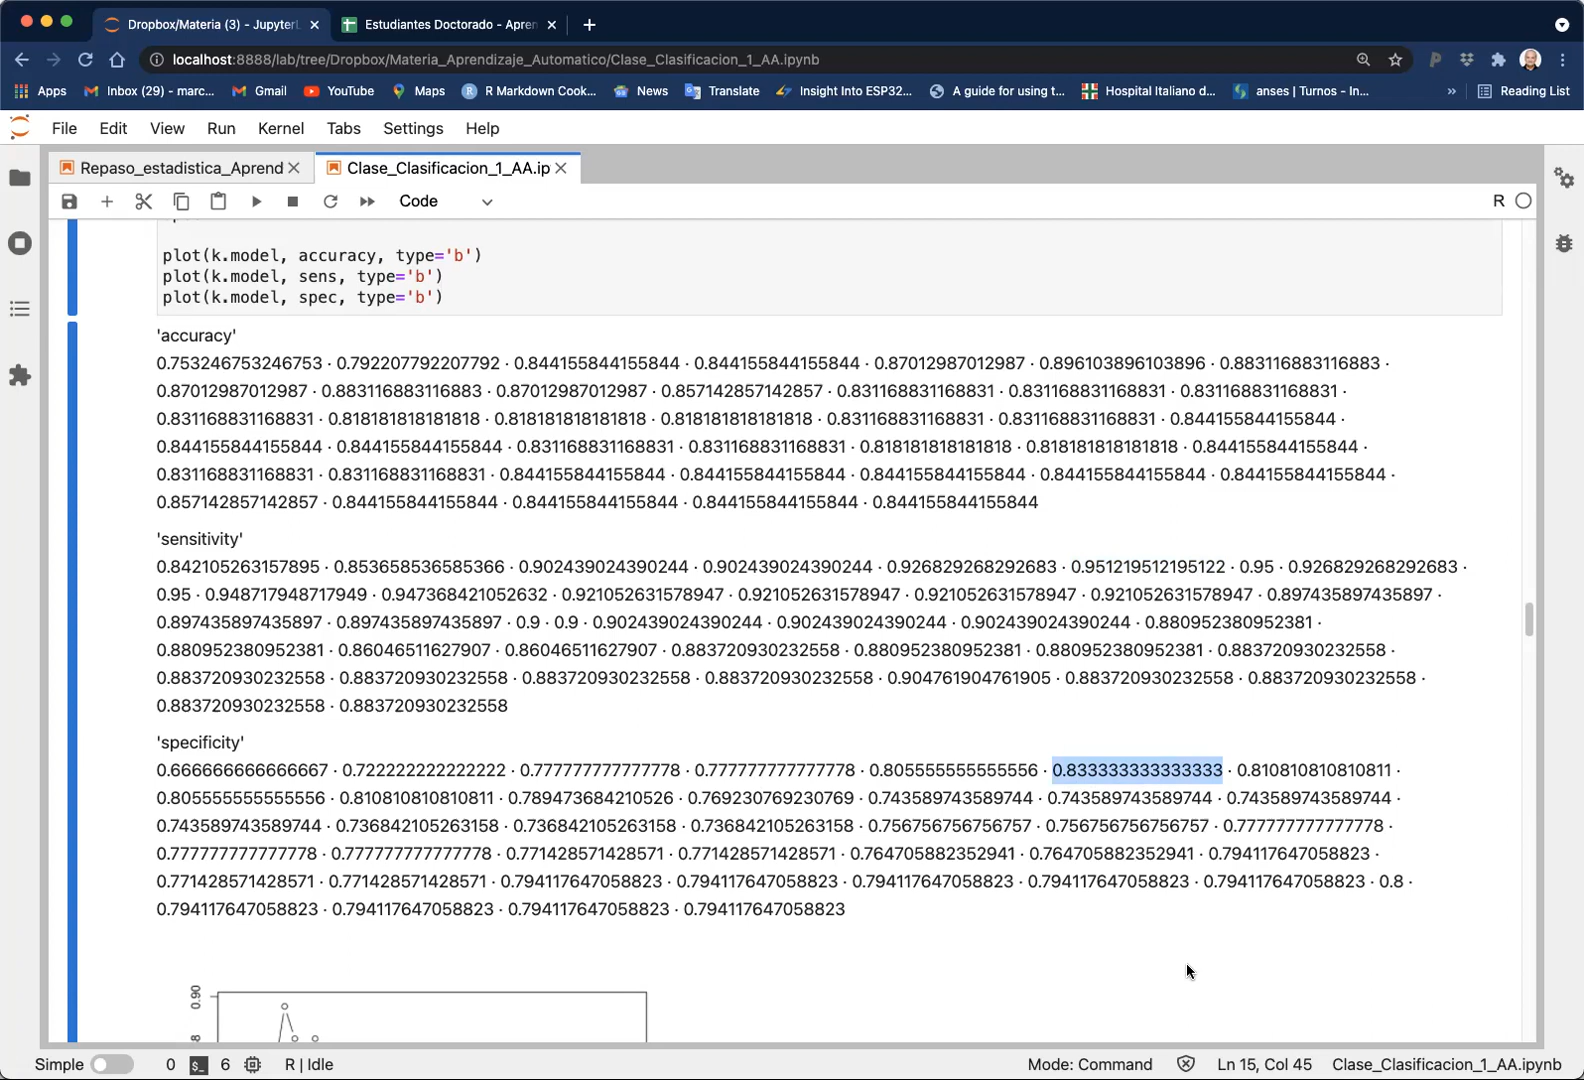 Dropbox/Materia (3) - JupyterL
Estudiantes Doctorado - Apren
localhost:8888/lab/tree/Dropbox/Materia_Aprendizaje_Automatico/Clase_Clasificacion_1_AA.ipynb
Apps
Inbox (29) - marc...
Gmail
YouTube
Maps
R Markdown Cook...
News
Translate
Insight Into ESP32...
A guide for using t...
Hospital Italiano d...
anses | Turnos - In...
»
Reading List
File Edit View Run Kernel Tabs Settings Help
Repaso_estadistica_Aprend
Clase_Clasificacion_1_AA.ip
Code
R
plot(k.model, accuracy, type='b')
plot(k.model, sens, type='b')
plot(k.model, spec, type='b')
'accuracy'
0.753246753246753 · 0.792207792207792 · 0.844155844155844 · 0.844155844155844 · 0.87012987012987 · 0.896103896103896 · 0.883116883116883 ·
0.87012987012987 · 0.883116883116883 · 0.87012987012987 · 0.857142857142857 · 0.831168831168831 · 0.831168831168831 · 0.831168831168831 ·
0.831168831168831 · 0.818181818181818 · 0.818181818181818 · 0.818181818181818 · 0.831168831168831 · 0.831168831168831 · 0.844155844155844 ·
0.844155844155844 · 0.844155844155844 · 0.831168831168831 · 0.831168831168831 · 0.818181818181818 · 0.818181818181818 · 0.844155844155844 ·
0.831168831168831 · 0.831168831168831 · 0.844155844155844 · 0.844155844155844 · 0.844155844155844 · 0.844155844155844 · 0.844155844155844 ·
0.857142857142857 · 0.844155844155844 · 0.844155844155844 · 0.844155844155844 · 0.844155844155844
'sensitivity'
0.842105263157895 · 0.853658536585366 · 0.902439024390244 · 0.902439024390244 · 0.926829268292683 · 0.951219512195122 · 0.95 · 0.926829268292683 ·
0.95 · 0.948717948717949 · 0.947368421052632 · 0.921052631578947 · 0.921052631578947 · 0.921052631578947 · 0.921052631578947 · 0.897435897435897 ·
0.897435897435897 · 0.897435897435897 · 0.9 · 0.9 · 0.902439024390244 · 0.902439024390244 · 0.902439024390244 · 0.880952380952381 ·
0.880952380952381 · 0.86046511627907 · 0.86046511627907 · 0.883720930232558 · 0.880952380952381 · 0.880952380952381 · 0.883720930232558 ·
0.883720930232558 · 0.883720930232558 · 0.883720930232558 · 0.883720930232558 · 0.904761904761905 · 0.883720930232558 · 0.883720930232558 ·
0.883720930232558 · 0.883720930232558
'specificity'
0.666666666666667 · 0.722222222222222 · 0.777777777777778 · 0.777777777777778 · 0.805555555555556 · 0.833333333333333 · 0.810810810810811 ·
0.805555555555556 · 0.810810810810811 · 0.789473684210526 · 0.769230769230769 · 0.743589743589744 · 0.743589743589744 · 0.743589743589744 ·
0.743589743589744 · 0.736842105263158 · 0.736842105263158 · 0.736842105263158 · 0.756756756756757 · 0.756756756756757 · 0.777777777777778 ·
0.777777777777778 · 0.777777777777778 · 0.771428571428571 · 0.771428571428571 · 0.764705882352941 · 0.764705882352941 · 0.794117647058823 ·
0.771428571428571 · 0.771428571428571 · 0.794117647058823 · 0.794117647058823 · 0.794117647058823 · 0.794117647058823 · 0.794117647058823 · 0.8 ·
0.794117647058823 · 0.794117647058823 · 0.794117647058823 · 0.794117647058823
0.90
Simple 0 6 R | Idle Mode: Command Ln 15, Col 45 Clase_Clasificacion_1_AA.ipynb